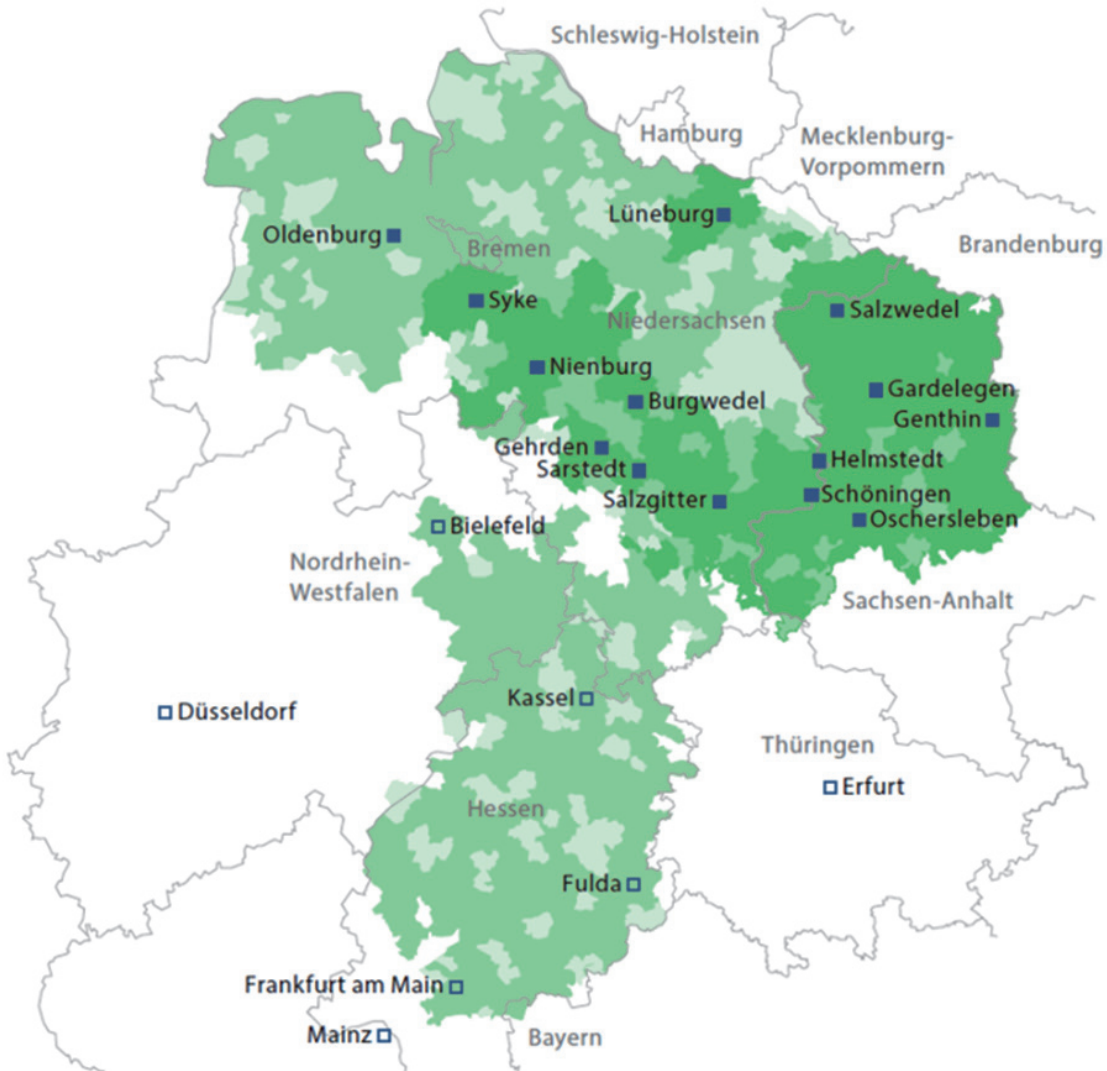 Schleswig-Holstein
Hamburg
Mecklenburg-
Vorpommern
Lüneburg
Oldenburg
Bremen
Brandenburg
Syke
Salzwedel
Niedersachsen
Nienburg
Gardelegen
Burgwedel
Genthin
Gehrden
Helmstedt
Sarstedt
Salzgitter
Schöningen
Oschersleben
Bielefeld
Nordrhein-
Westfalen
Sachsen-Anhalt
Kassel
Düsseldorf
Thüringen
Erfurt
Hessen
Fulda
Frankfurt am Main
Mainz
Bayern